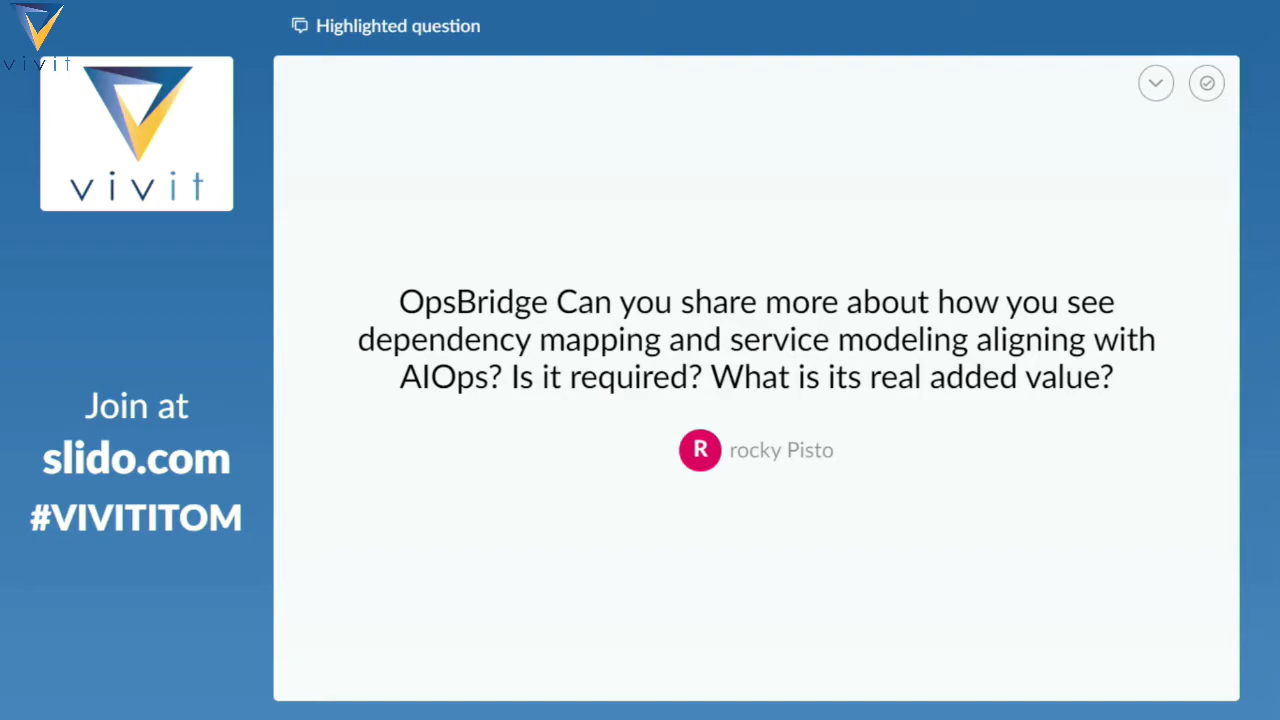 vivit
Highlighted question
vivit
OpsBridge Can you share more about how you see
dependency mapping and service modeling aligning with
AIOps? Is it required? What is its real added value?
R rocky Pisto
Join at
slido.com
#VIVITITOM